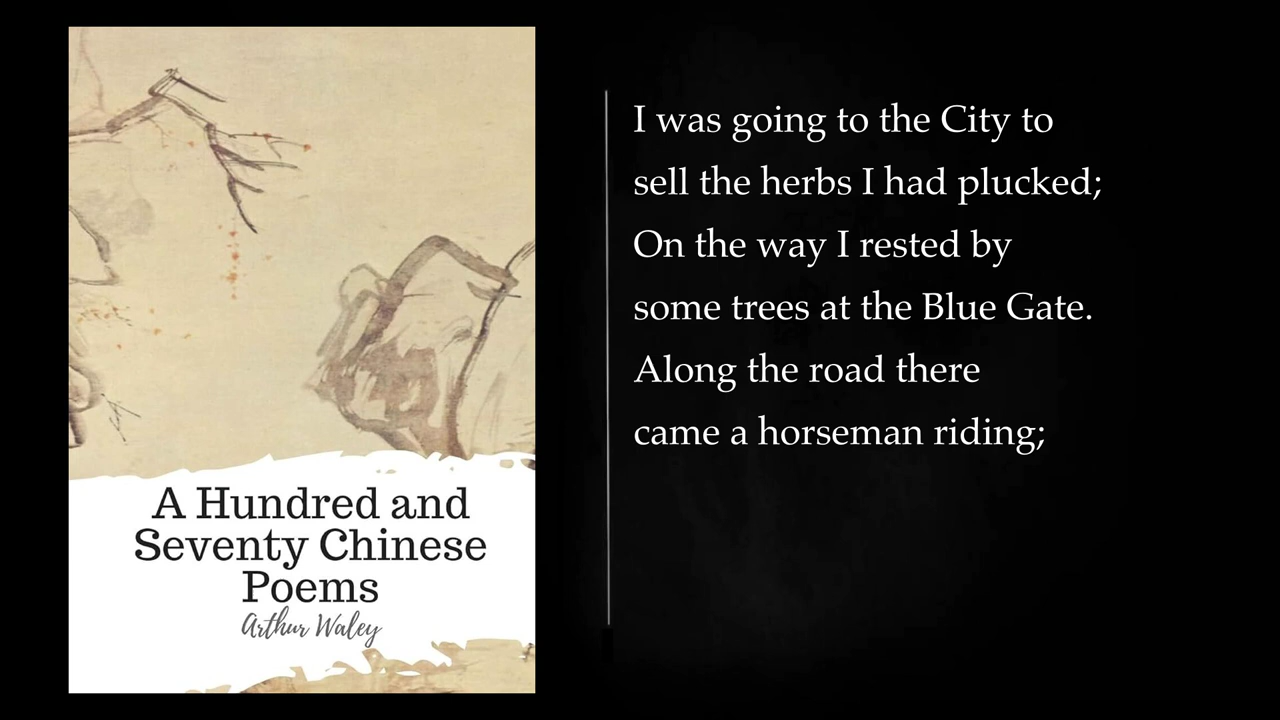 A Hundred and
Seventy Chinese
Poems
Arthur Waley
I was going to the City to
sell the herbs I had plucked;
On the way I rested by
some trees at the Blue Gate.
Along the road there
came a horseman riding;